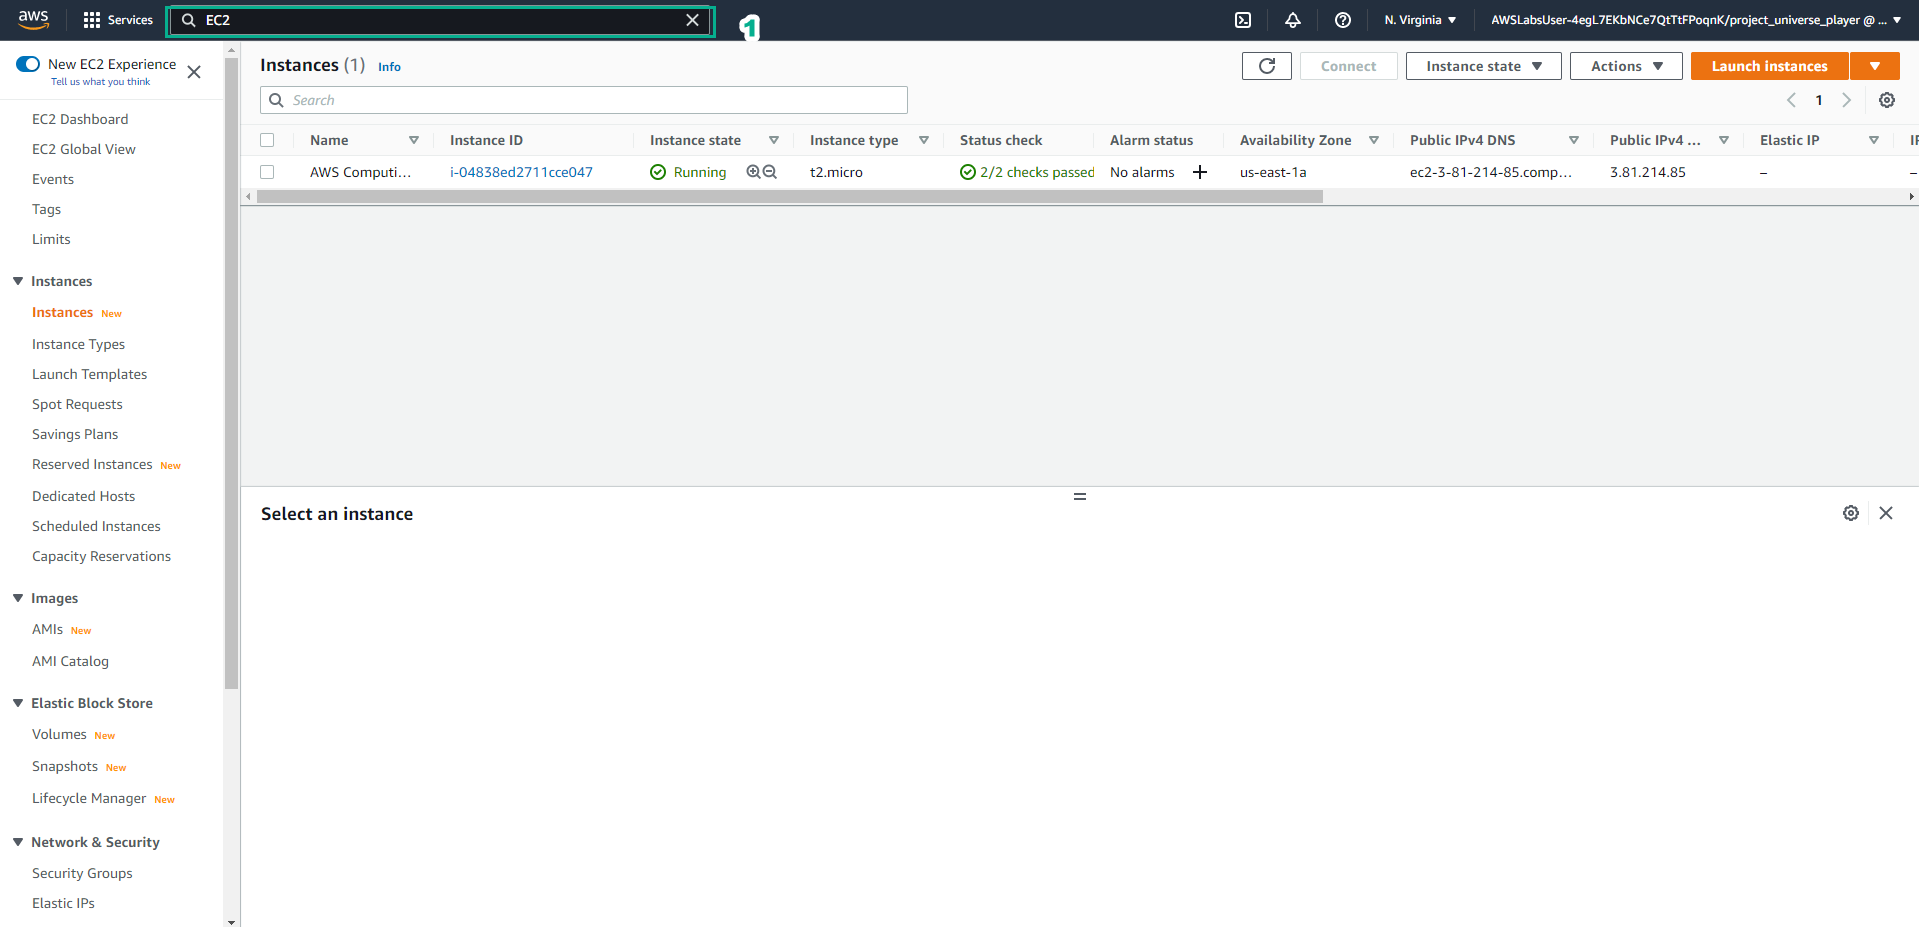 aws
Services
EC2
1
N. Virginia
AWSLabsUser-4egL7EKbNCe7QtTtFPoqnK/project_universe_player @ ...
New EC2 Experience
Tell us what you think
EC2 Dashboard
EC2 Global View
Events
Tags
Limits
Instances
Instances New
Instance Types
Launch Templates
Spot Requests
Savings Plans
Reserved Instances New
Dedicated Hosts
Scheduled Instances
Capacity Reservations
Images
AMIs New
AMI Catalog
Elastic Block Store
Volumes New
Snapshots New
Lifecycle Manager New
Network & Security
Security Groups
Elastic IPs
Instances (1) Info
Connect
Instance state
Actions
Launch instances
Search
1
Name Instance ID Instance state Instance type Status check Alarm status Availability Zone Public IPv4 DNS Public IPv4 ... Elastic IP
AWS Computi... i-04838ed2711cce047 Running t2.micro 2/2 checks passed No alarms + us-east-1a ec2-3-81-214-85.comp... 3.81.214.85 – –
Select an instance